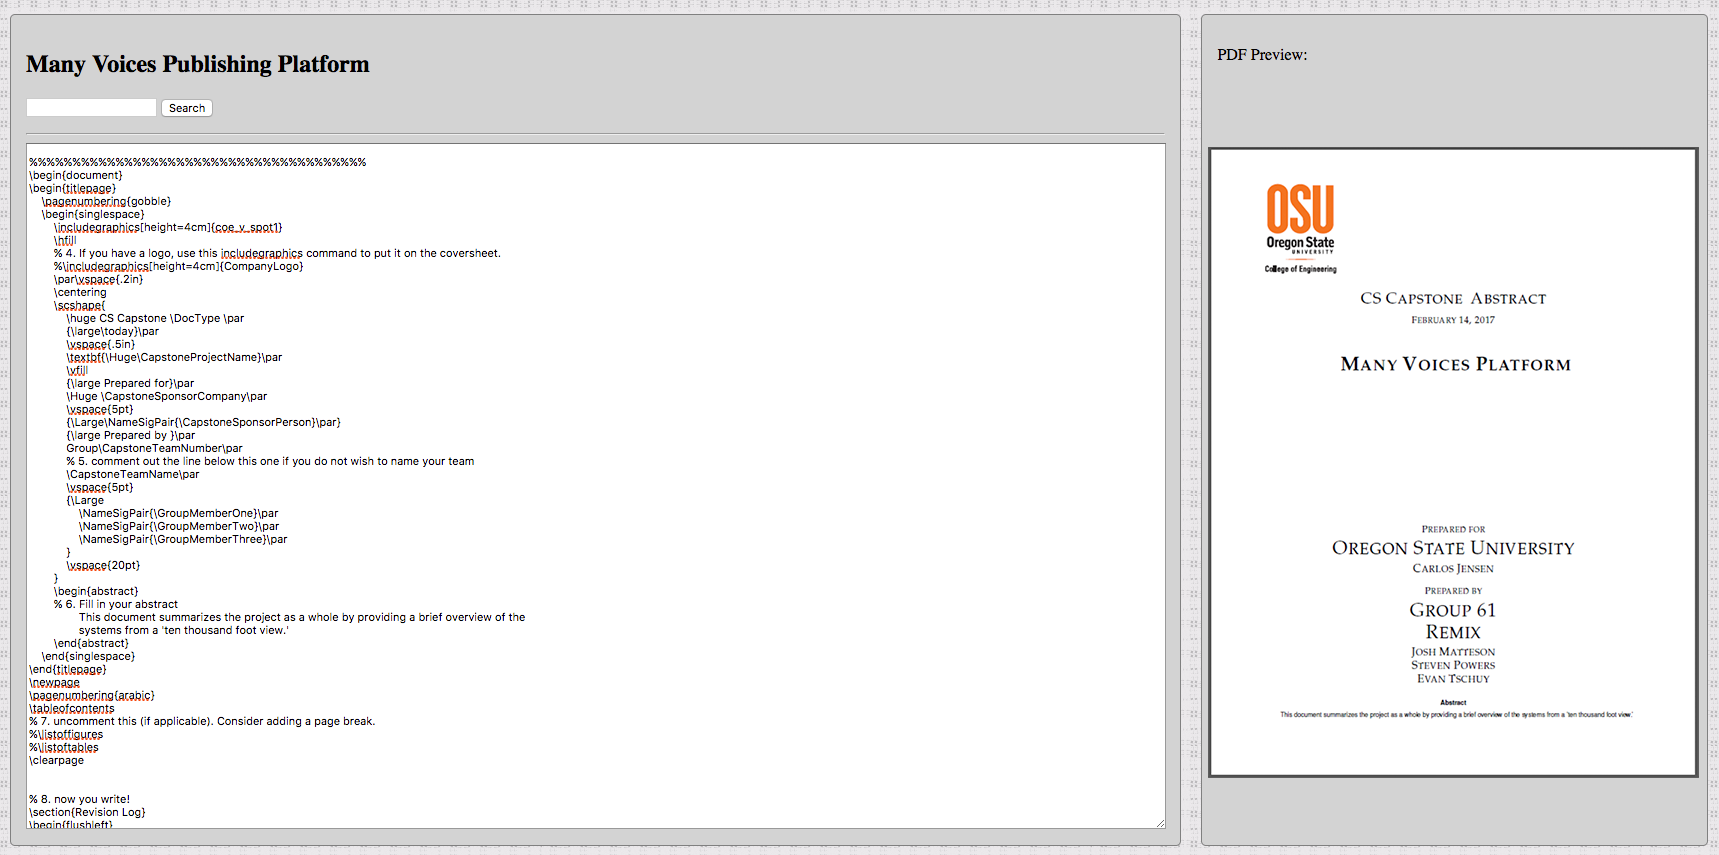 Many Voices Publishing Platform
Search
%%%%%%%%%%%%%%%%%%%%%%%%%%%%%%%%%%%%%%%
\begin{document}
\begin{titlepage}
\pagenumbering{gobble}
\begin{singlespace}
\includegraphics[height=4cm]{coe_v_spot1}
\hfill
% 4. If you have a logo, use this includegraphics command to put it on the coversheet.
%\includegraphics[height=4cm]{CompanyLogo}
\par\vspace{.2in}
\centering
\scshape{
\huge CS Capstone \DocType \par
{\large\today}\par
\vspace{.5in}
\textbf{\Huge\CapstoneProjectName}\par
\vfill
{\large Prepared for}\par
\Huge \CapstoneSponsorCompany\par
\vspace{5pt}
{\Large\NameSigPair{\CapstoneSponsorPerson}\par}
{\large Prepared by }\par
Group\CapstoneTeamNumber\par
% 5. comment out the line below this one if you do not wish to name your team
\CapstoneTeamName\par
\vspace{5pt}
{\Large
\NameSigPair{\GroupMemberOne}\par
\NameSigPair{\GroupMemberTwo}\par
\NameSigPair{\GroupMemberThree}\par
}
\vspace{20pt}
}
\begin{abstract}
% 6. Fill in your abstract
This document summarizes the project as a whole by providing a brief overview of the
systems from a 'ten thousand foot view.'
\end{abstract}
\end{singlespace}
\end{titlepage}
\newpage
\pagenumbering{arabic}
\tableofcontents
% 7. uncomment this (if applicable). Consider adding a page break.
%\listoffigures
%\listoftables
\clearpage
% 8. now you write!
\section{Revision Log}
\begin{flushleft}
PDF Preview:
OSU
Oregon State
UNIVERSITY
College of Engineering
CS CAPSTONE ABSTRACT
FEBRUARY 14, 2017
MANY VOICES PLATFORM
PREPARED FOR
OREGON STATE UNIVERSITY
CARLOS JENSEN
PREPARED BY
GROUP 61
REMIX
JOSH MATTESON
STEVEN POWERS
EVAN TSCHUY
Abstract
This document summarizes the project as a whole by providing a brief overview of the systems from a 'ten thousand foot view.'